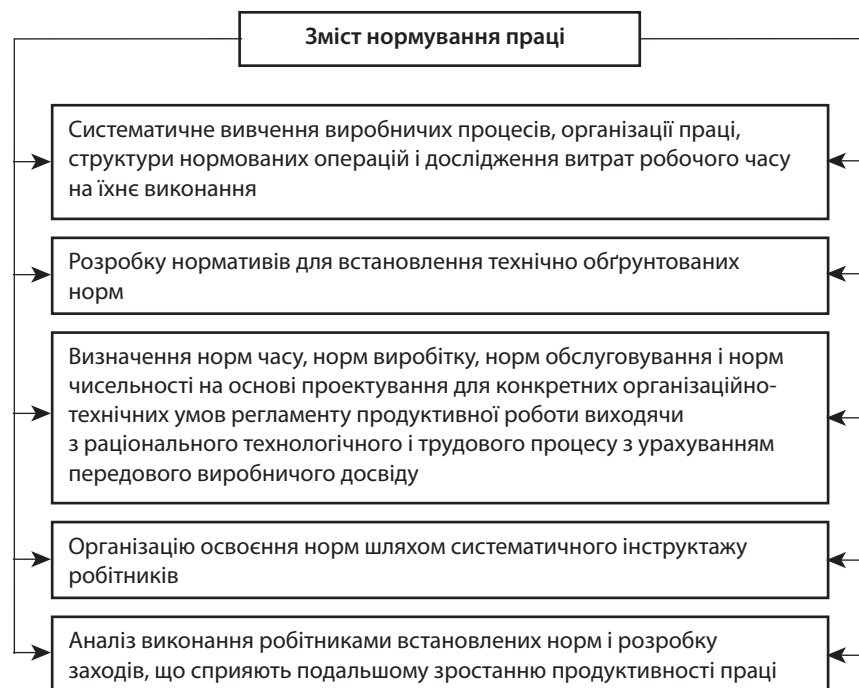 Зміст нормування праці
Систематичне вивчення виробничих процесів, організації праці,
структури нормованих операцій і дослідження витрат робочого часу
на їхнє виконання
Розробку нормативів для встановлення технічно обґрунтованих
норм
Визначення норм часу, норм виробітку, норм обслуговування і норм
чисельності на основі проектування для конкретних організаційно-
технічних умов регламенту продуктивної роботи виходячи
з раціонального технологічного і трудового процесу з урахуванням
передового виробничого досвіду
Організацію освоєння норм шляхом систематичного інструктажу
робітників
Аналіз виконання робітниками встановлених норм і розробку
заходів, що сприяють подальшому зростанню продуктивності праці